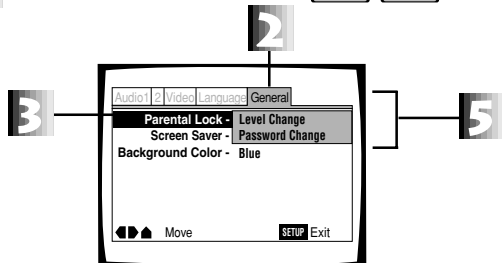 2
3
5
Audio1 2 Video Language General
Parental Lock - Level Change
Screen Saver - Password Change
Background Color - Blue
Move SETUP Exit